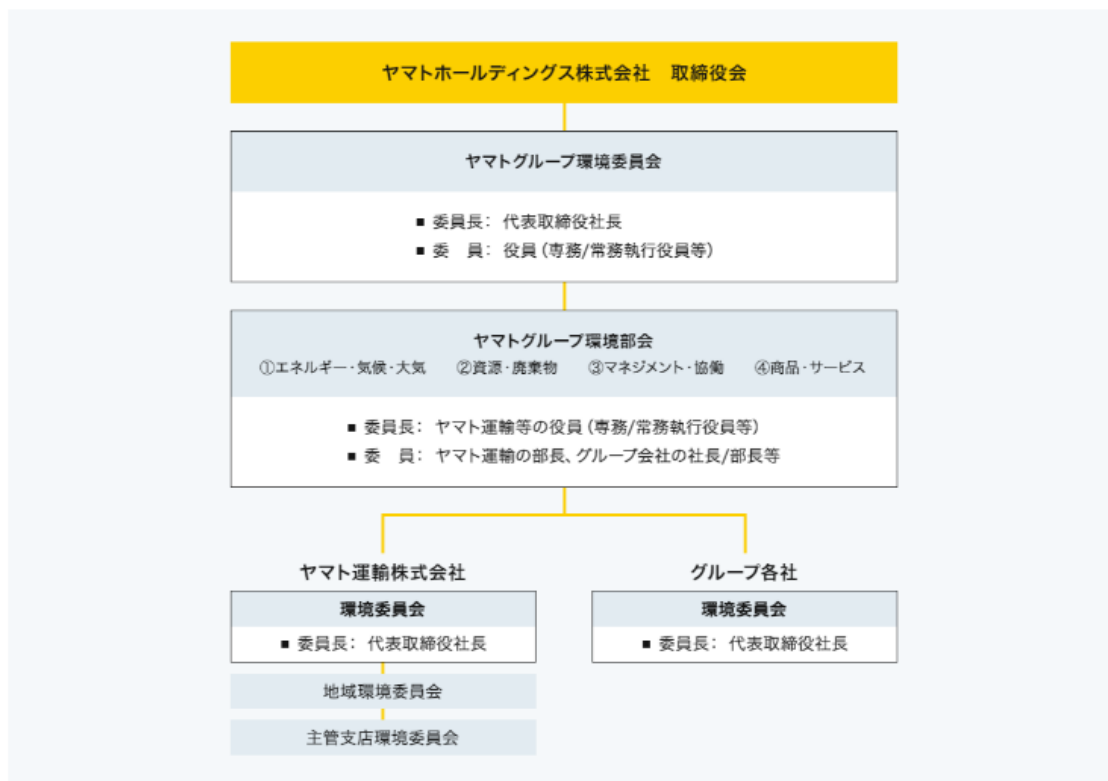 ヤマトホールディングス株式会社　取締役会
ヤマトグループ環境委員会
■ 委員長： 代表取締役社長
■ 委　員： 役員（専務/常務執行役員等）
ヤマトグループ環境部会
①エネルギー・気候・大気　②資源・廃棄物　③マネジメント・協働　④商品・サービス
■ 委員長： ヤマト運輸等の役員（専務/常務執行役員等）
■ 委　員： ヤマト運輸の部長、グループ会社の社長/部長等
ヤマト運輸株式会社
環境委員会
■ 委員長： 代表取締役社長
地域環境委員会
主管支店環境委員会
グループ各社
環境委員会
■ 委員長： 代表取締役社長